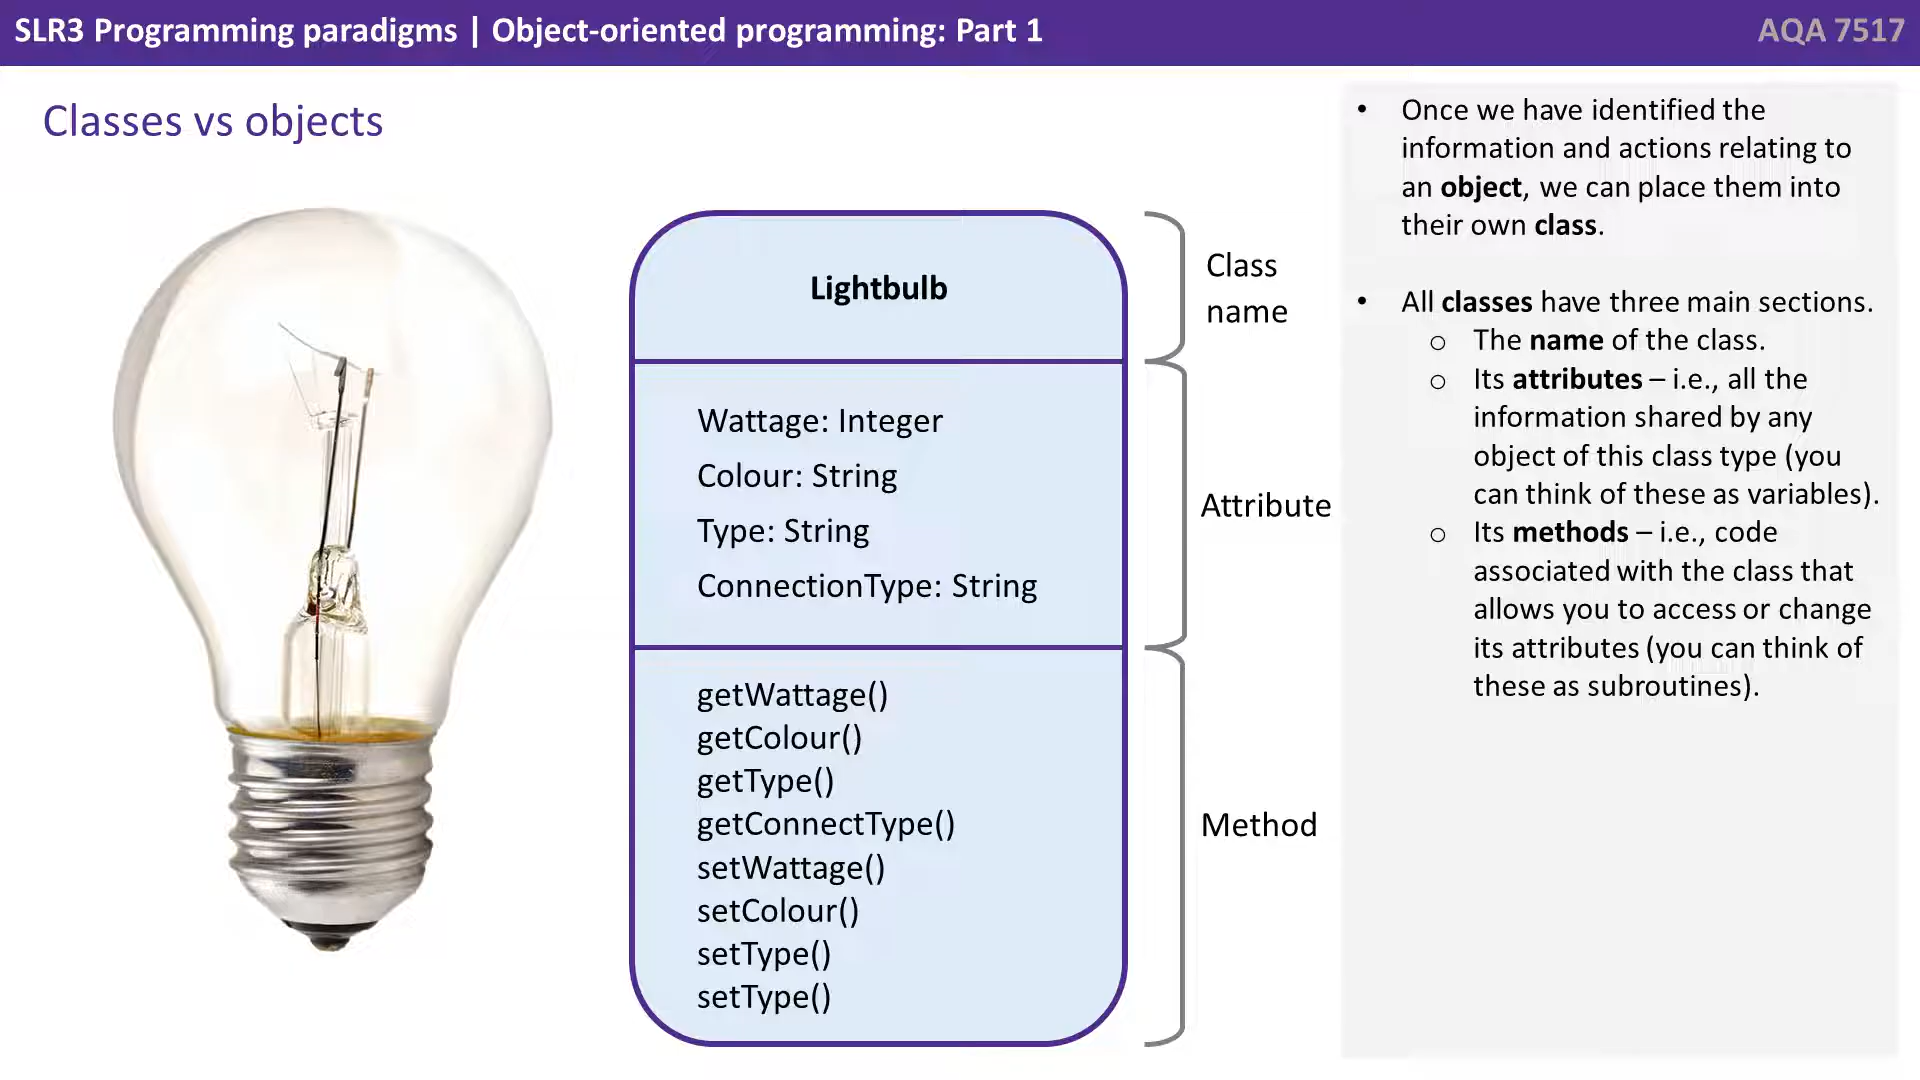 SLR3 Programming paradigms | Object-oriented programming: Part 1
AQA 7517
Classes vs objects
Lightbulb
Class
name
Wattage: Integer
Colour: String
Type: String
ConnectionType: String
Attribute
getWattage()
getColour()
getType()
getConnectType()
setWattage()
setColour()
setType()
setType()
Method
• Once we have identified the
information and actions relating to
an object, we can place them into
their own class.
• All classes have three main sections.
o The name of the class.
o Its attributes – i.e., all the
information shared by any
object of this class type (you
can think of these as variables).
o Its methods – i.e., code
associated with the class that
allows you to access or change
its attributes (you can think of
these as subroutines).